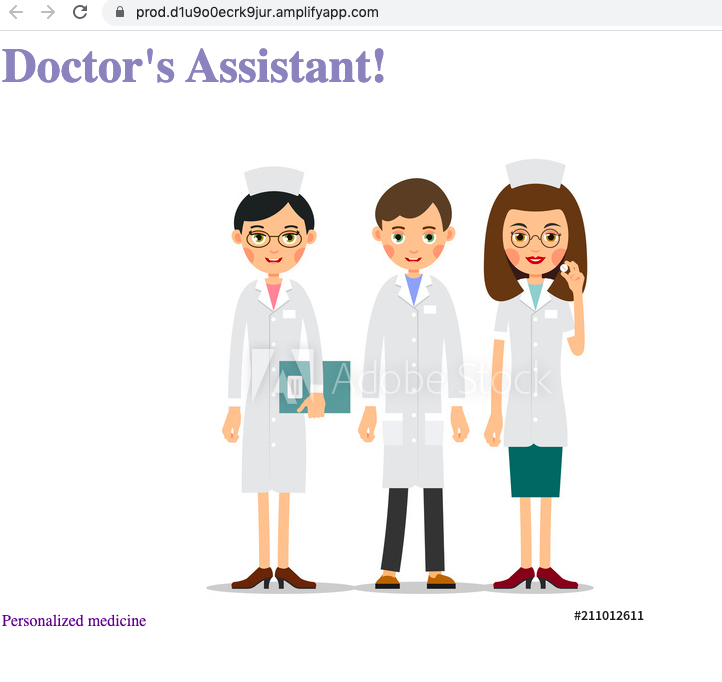 prod.d1u9o0ecrk9jur.amplifyapp.com
Doctor's Assistant!
Adobe Stock
#211012611
Personalized medicine